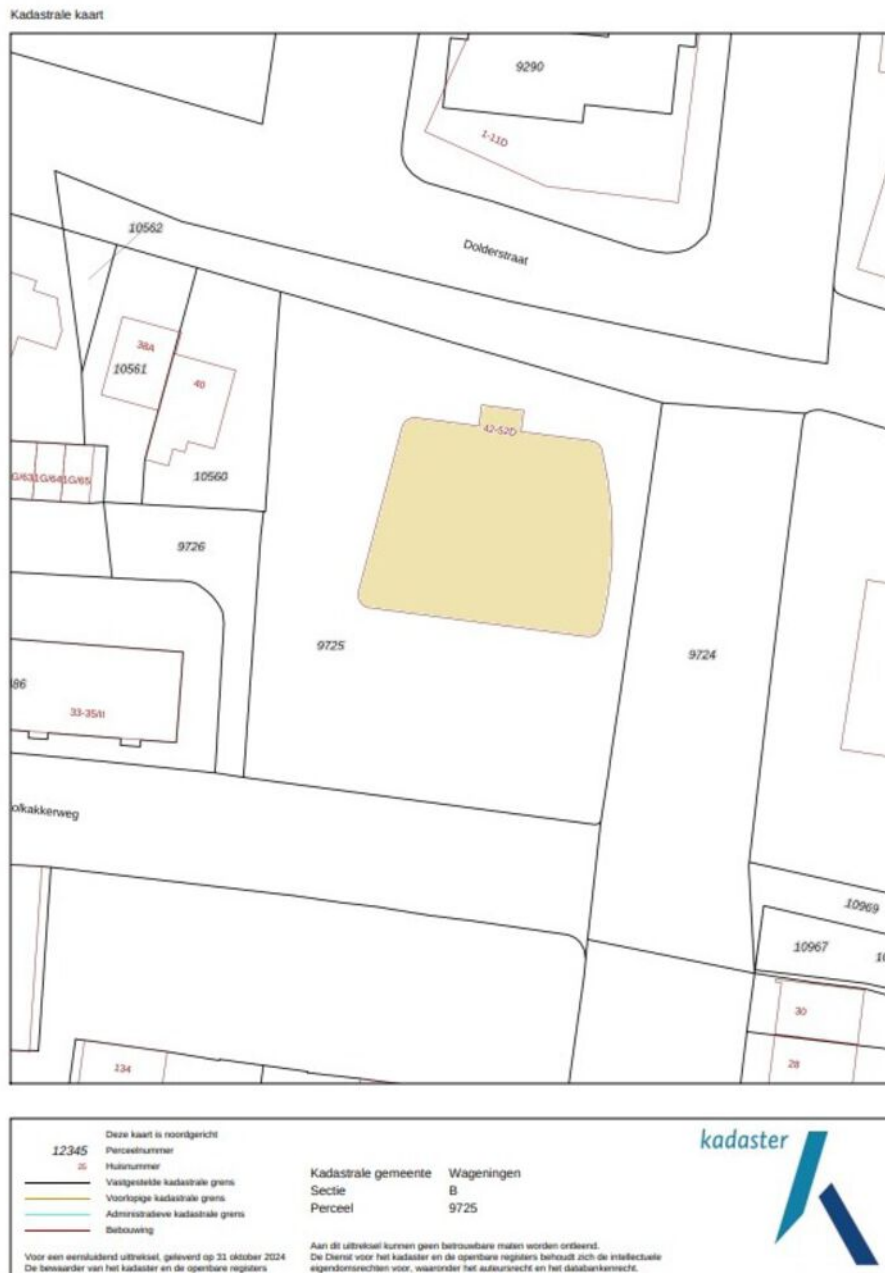 Kadastrale kaart
9290
1-11D
10562
Dolderstraat
38A
10561
40
42-52D
10560
9726
9725
9724
33-35/II
olkakkerweg
10969
10967
30
28
134
Deze kaart is noordgericht
12345 Perceelnummer
25 Huisnummer
Vastgestelde kadastrale grens
Voorlopige kadastrale grens
Administratieve kadastrale grens
Bebouwing
Voor een eensluidend uittreksel, geleverd op 31 oktober 2024
De bewaarder van het kadaster en de openbare registers
Kadastrale gemeente Wageningen
Sectie B
Perceel 9725
Aan dit uittreksel kunnen geen betrouwbare maten worden ontleend.
De Dienst voor het kadaster en de openbare registers behoudt zich de intellectuele
eigendomsrechten voor, waaronder het auteursrecht en het databankenrecht.
kadaster